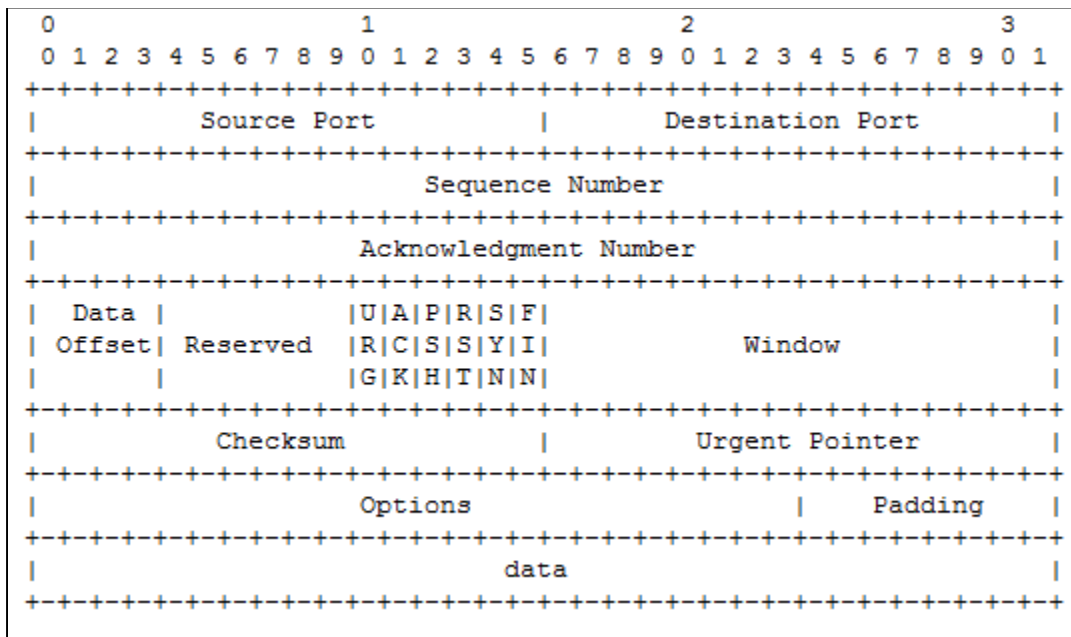 0                   1                   2                   3
 0 1 2 3 4 5 6 7 8 9 0 1 2 3 4 5 6 7 8 9 0 1 2 3 4 5 6 7 8 9 0 1
+-+-+-+-+-+-+-+-+-+-+-+-+-+-+-+-+-+-+-+-+-+-+-+-+-+-+-+-+-+-+-+-+
|          Source Port          |       Destination Port        |
+-+-+-+-+-+-+-+-+-+-+-+-+-+-+-+-+-+-+-+-+-+-+-+-+-+-+-+-+-+-+-+-+
|                        Sequence Number                        |
+-+-+-+-+-+-+-+-+-+-+-+-+-+-+-+-+-+-+-+-+-+-+-+-+-+-+-+-+-+-+-+-+
|                    Acknowledgment Number                      |
+-+-+-+-+-+-+-+-+-+-+-+-+-+-+-+-+-+-+-+-+-+-+-+-+-+-+-+-+-+-+-+-+
|  Data |           |U|A|P|R|S|F|                               |
| Offset| Reserved  |R|C|S|S|Y|I|            Window             |
|       |           |G|K|H|T|N|N|                               |
+-+-+-+-+-+-+-+-+-+-+-+-+-+-+-+-+-+-+-+-+-+-+-+-+-+-+-+-+-+-+-+-+
|           Checksum            |         Urgent Pointer        |
+-+-+-+-+-+-+-+-+-+-+-+-+-+-+-+-+-+-+-+-+-+-+-+-+-+-+-+-+-+-+-+-+
|                    Options                    |    Padding    |
+-+-+-+-+-+-+-+-+-+-+-+-+-+-+-+-+-+-+-+-+-+-+-+-+-+-+-+-+-+-+-+-+
|                             data                              |
+-+-+-+-+-+-+-+-+-+-+-+-+-+-+-+-+-+-+-+-+-+-+-+-+-+-+-+-+-+-+-+-+